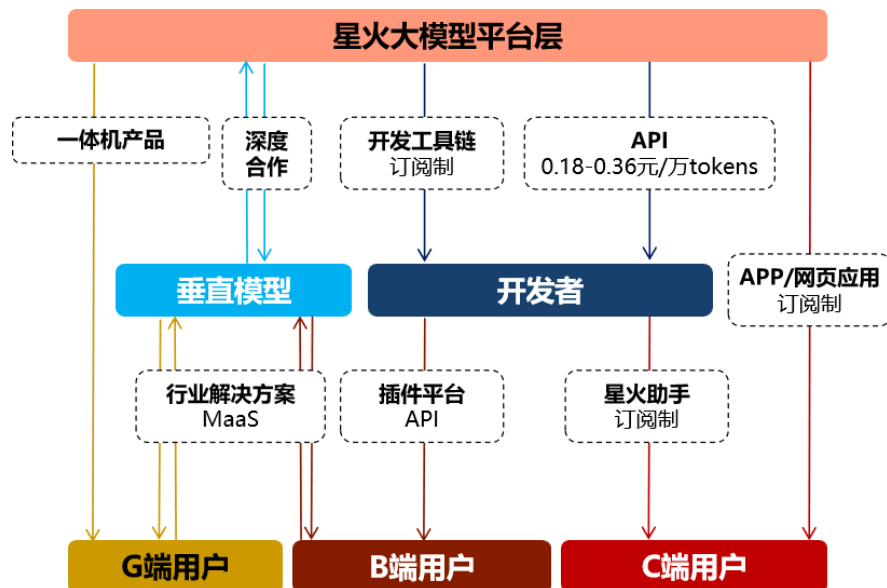 星火大模型平台层
一体机产品
深度
合作
开发工具链
订阅制
API
0.18-0.36元/万tokens
垂直模型
开发者
APP/网页应用
订阅制
行业解决方案
MaaS
插件平台
API
星火助手
订阅制
G端用户
B端用户
C端用户